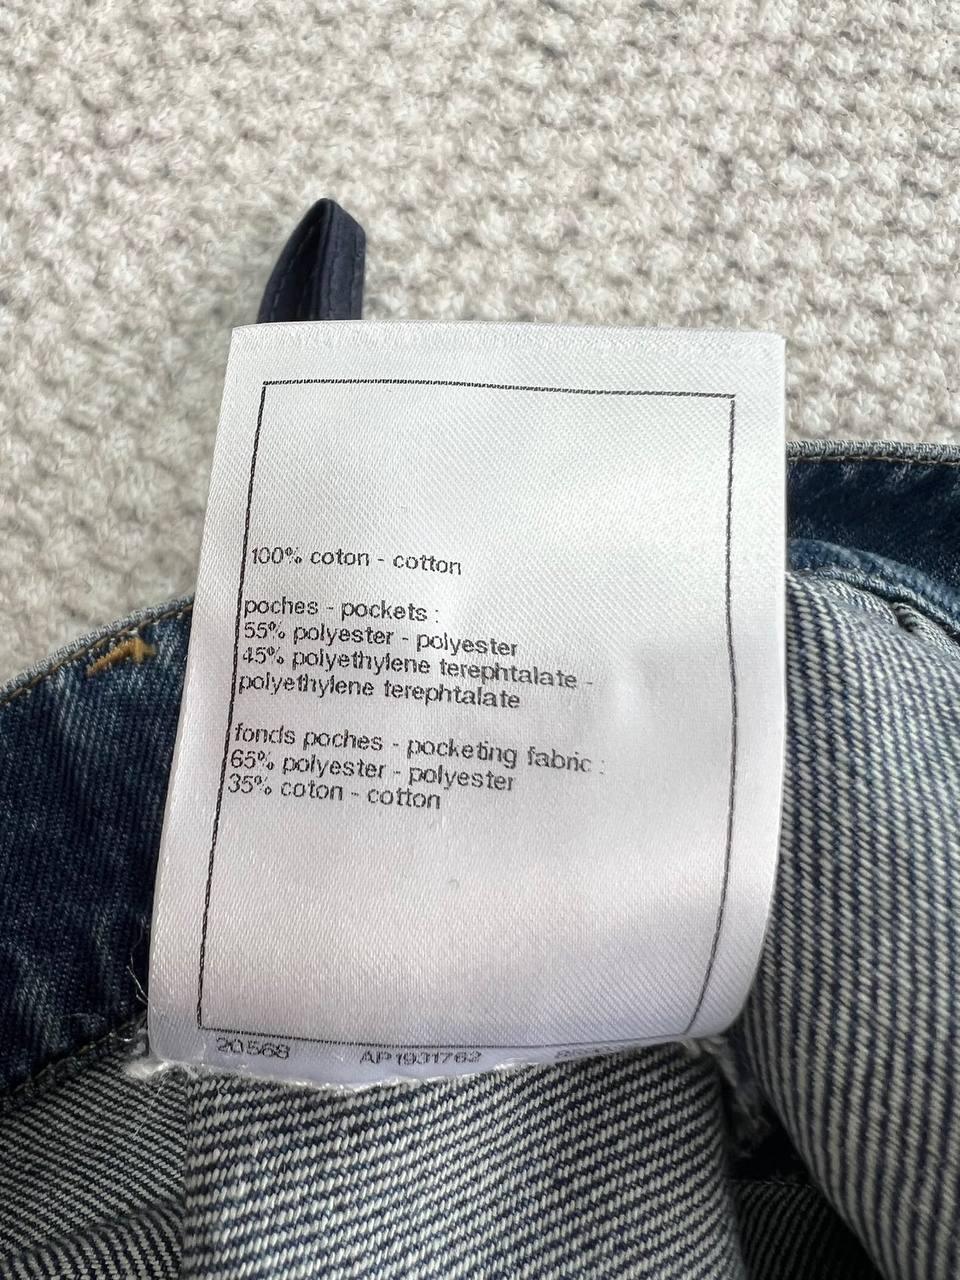 100% coton - cotton
poches - pockets :
55% polyester - polyester
45% polyethylene terephtalate -
polyethylene terephtalate
fonds poches - pocketing fabric :
65% polyester - polyester
35% coton - cotton
20568 AP1931762